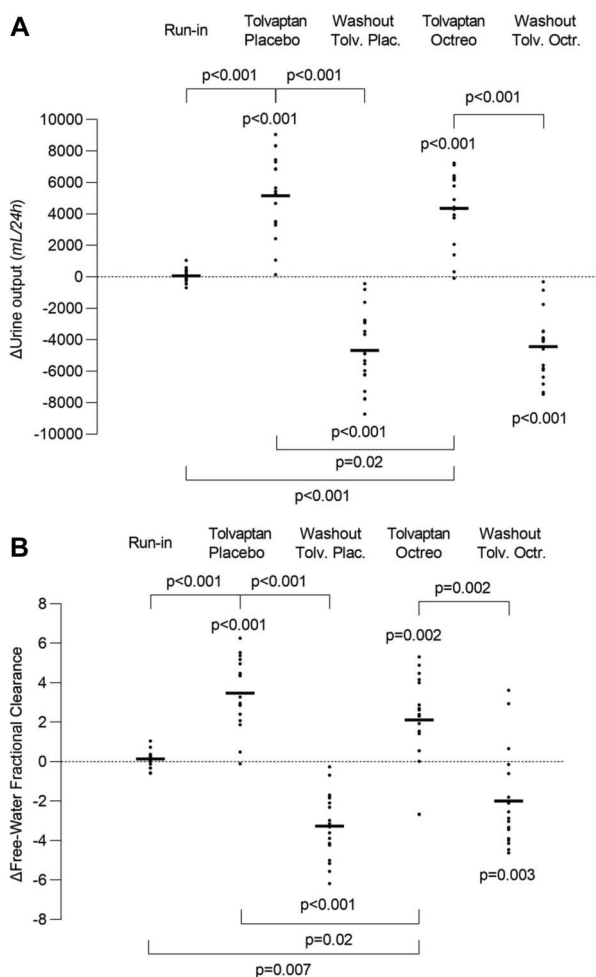 A
Run-in
Tolvaptan Placebo
Washout Tolv. Plac.
Tolvaptan Octreo
Washout Tolv. Octr.
p<0.001
p<0.001
p<0.001
p<0.001
p<0.001
ΔUrine output (mL/24h)
10000
8000
6000
4000
2000
0
-2000
-4000
-6000
-8000
-10000
p<0.001
p<0.001
p=0.02
p<0.001
B
Run-in
Tolvaptan Placebo
Washout Tolv. Plac.
Tolvaptan Octreo
Washout Tolv. Octr.
p<0.001
p<0.001
p=0.002
p<0.001
p=0.002
ΔFree-Water Fractional Clearance
8
6
4
2
0
-2
-4
-6
-8
p=0.003
p<0.001
p=0.02
p=0.007